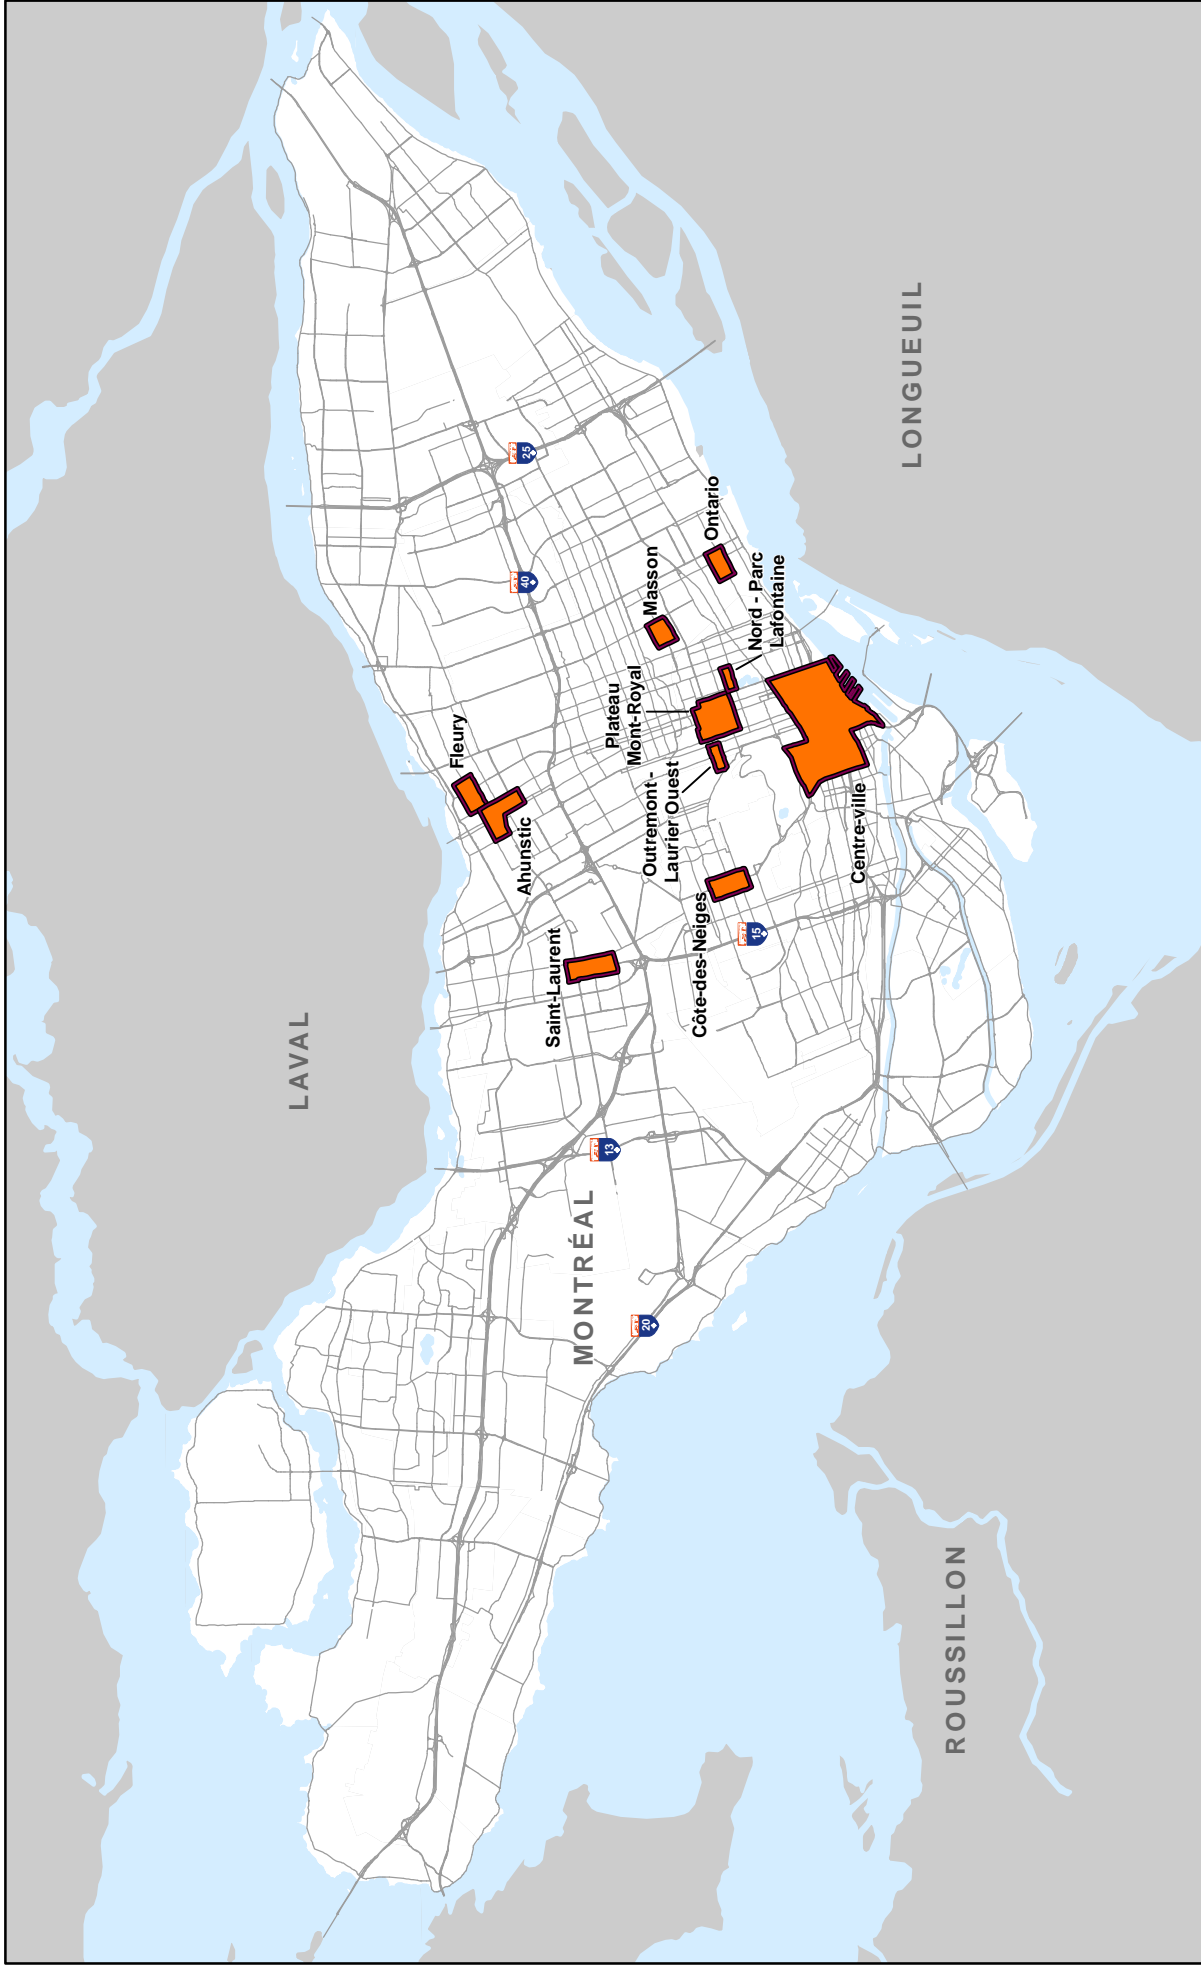 LAVAL
Fleury
Ahunstic
Saint-Laurent
40
25
13
MONTRÉAL
20
Plateau
Mont-Royal
Masson
Ontario
Nord - Parc
Lafontaine
Outremont -
Laurier Ouest
Côte-des-Neiges
15
Centre-ville
LONGUEUIL
ROUSSILLON